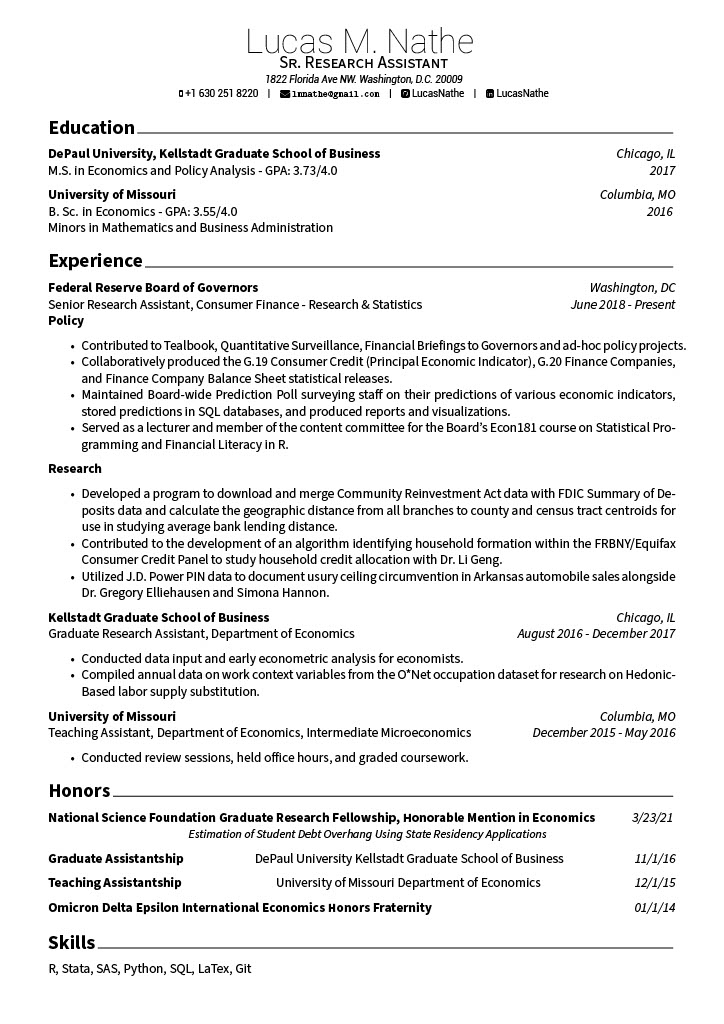 Lucas M. Nathe
Sr. Research Assistant
1822 Florida Ave NW. Washington, D.C. 20009
+1 630 251 8220 | lmnathe@gmail.com | LucasNathe | LucasNathe
Education
DePaul University, Kellstadt Graduate School of Business Chicago, IL
M.S. in Economics and Policy Analysis - GPA: 3.73/4.0 2017
University of Missouri Columbia, MO
B. Sc. in Economics - GPA: 3.55/4.0 2016
Minors in Mathematics and Business Administration
Experience
Federal Reserve Board of Governors Washington, DC
Senior Research Assistant, Consumer Finance - Research & Statistics June 2018 - Present
Policy
• Contributed to Tealbook, Quantitative Surveillance, Financial Briefings to Governors and ad-hoc policy projects.
• Collaboratively produced the G.19 Consumer Credit (Principal Economic Indicator), G.20 Finance Companies,
and Finance Company Balance Sheet statistical releases.
• Maintained Board-wide Prediction Poll surveying staff on their predictions of various economic indicators,
stored predictions in SQL databases, and produced reports and visualizations.
• Served as a lecturer and member of the content committee for the Board's Econ181 course on Statistical Pro-
gramming and Financial Literacy in R.
Research
• Developed a program to download and merge Community Reinvestment Act data with FDIC Summary of De-
posits data and calculate the geographic distance from all branches to county and census tract centroids for
use in studying average bank lending distance.
• Contributed to the development of an algorithm identifying household formation within the FRBNY/Equifax
Consumer Credit Panel to study household credit allocation with Dr. Li Geng.
• Utilized J.D. Power PIN data to document usury ceiling circumvention in Arkansas automobile sales alongside
Dr. Gregory Elliehausen and Simona Hannon.
Kellstadt Graduate School of Business Chicago, IL
Graduate Research Assistant, Department of Economics August 2016 - December 2017
• Conducted data input and early econometric analysis for economists.
• Compiled annual data on work context variables from the O*Net occupation dataset for research on Hedonic-
Based labor supply substitution.
University of Missouri Columbia, MO
Teaching Assistant, Department of Economics, Intermediate Microeconomics December 2015 - May 2016
• Conducted review sessions, held office hours, and graded coursework.
Honors
National Science Foundation Graduate Research Fellowship, Honorable Mention in Economics 3/23/21
Estimation of Student Debt Overhang Using State Residency Applications
Graduate Assistantship DePaul University Kellstadt Graduate School of Business 11/1/16
Teaching Assistantship University of Missouri Department of Economics 12/1/15
Omicron Delta Epsilon International Economics Honors Fraternity 01/1/14
Skills
R, Stata, SAS, Python, SQL, LaTex, Git